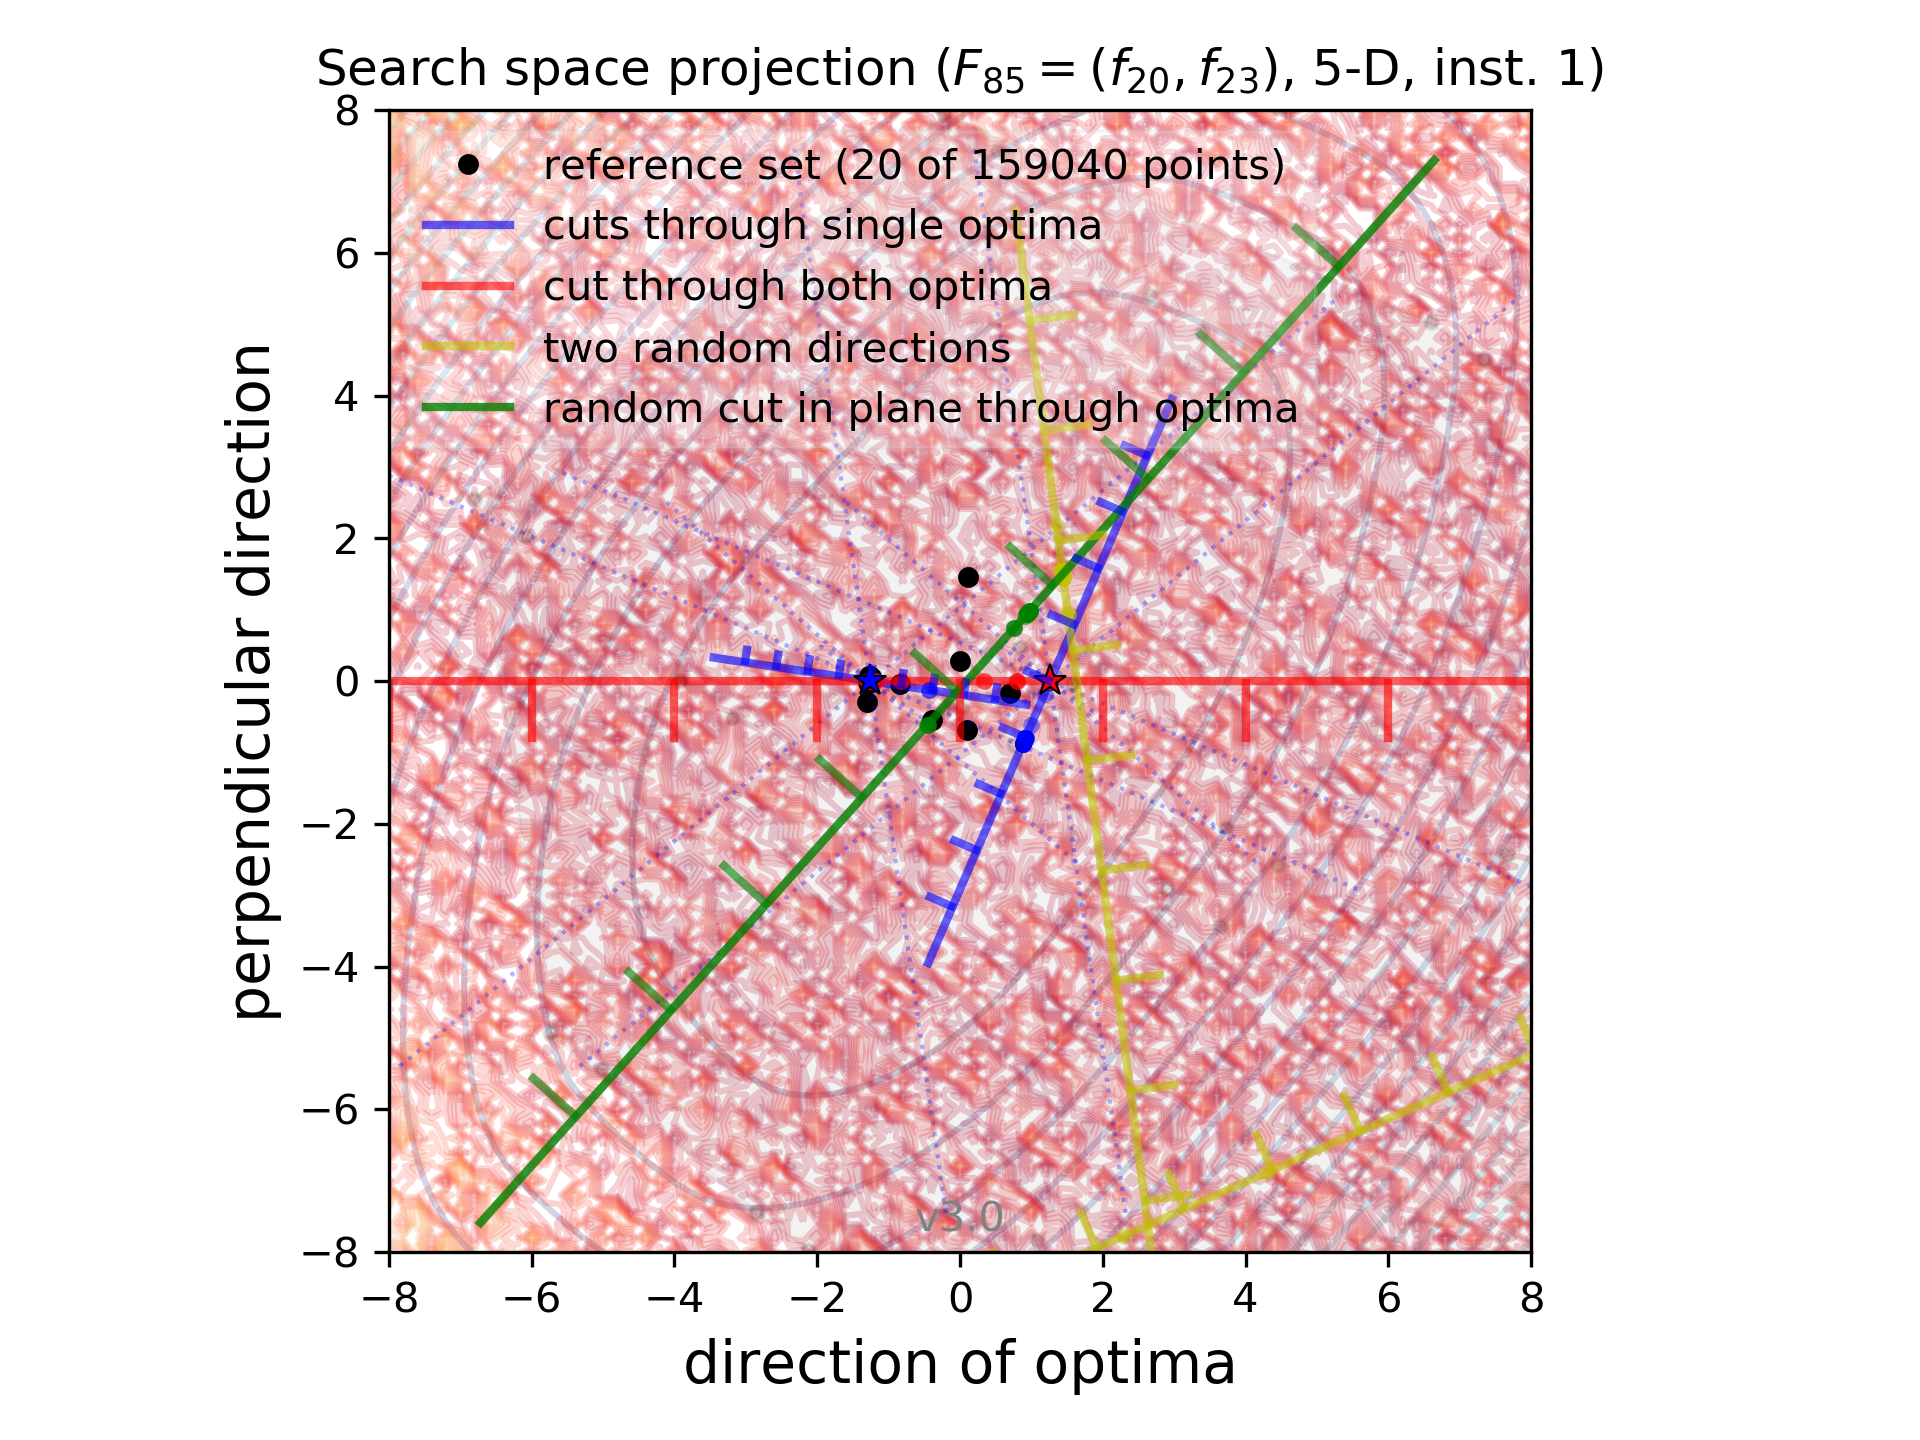 Search space projection (F85 = (f20, f23), 5-D, inst. 1)
8
6
4
2
0
−2
−4
−6
−8
perpendicular direction
reference set (20 of 159040 points)
cuts through single optima
cut through both optima
two random directions
random cut in plane through optima
v3.0
−8 −6 −4 −2 0 2 4 6 8
direction of optima